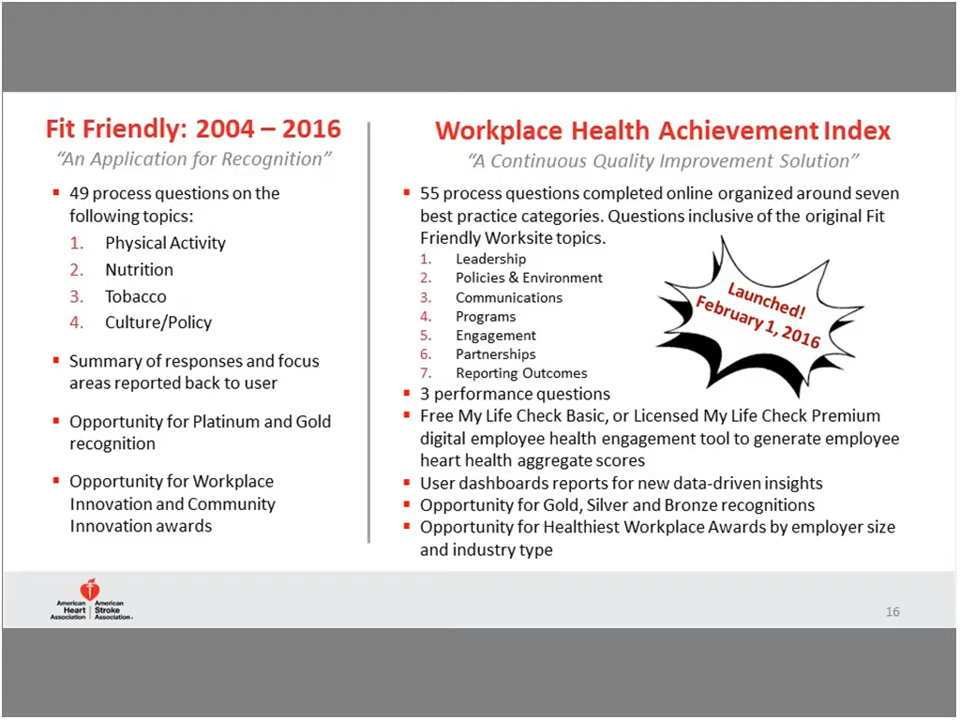 Fit Friendly: 2004 – 2016
“An Application for Recognition”
▪ 49 process questions on the
following topics:
1. Physical Activity
2. Nutrition
3. Tobacco
4. Culture/Policy
▪ Summary of responses and focus
areas reported back to user
▪ Opportunity for Platinum and Gold
recognition
▪ Opportunity for Workplace
Innovation and Community
Innovation awards
Workplace Health Achievement Index
“A Continuous Quality Improvement Solution”
▪ 55 process questions completed online organized around seven
best practice categories. Questions inclusive of the original Fit
Friendly Worksite topics.
1. Leadership
2. Policies & Environment
3. Communications
4. Programs
5. Engagement
6. Partnerships
7. Reporting Outcomes
Launched!
February 1, 2016
▪ 3 performance questions
▪ Free My Life Check Basic, or Licensed My Life Check Premium
digital employee health engagement tool to generate employee
heart health aggregate scores
▪ User dashboards reports for new data-driven insights
▪ Opportunity for Gold, Silver and Bronze recognitions
▪ Opportunity for Healthiest Workplace Awards by employer size
and industry type
American
Heart
Association
American
Stroke
Association®
16